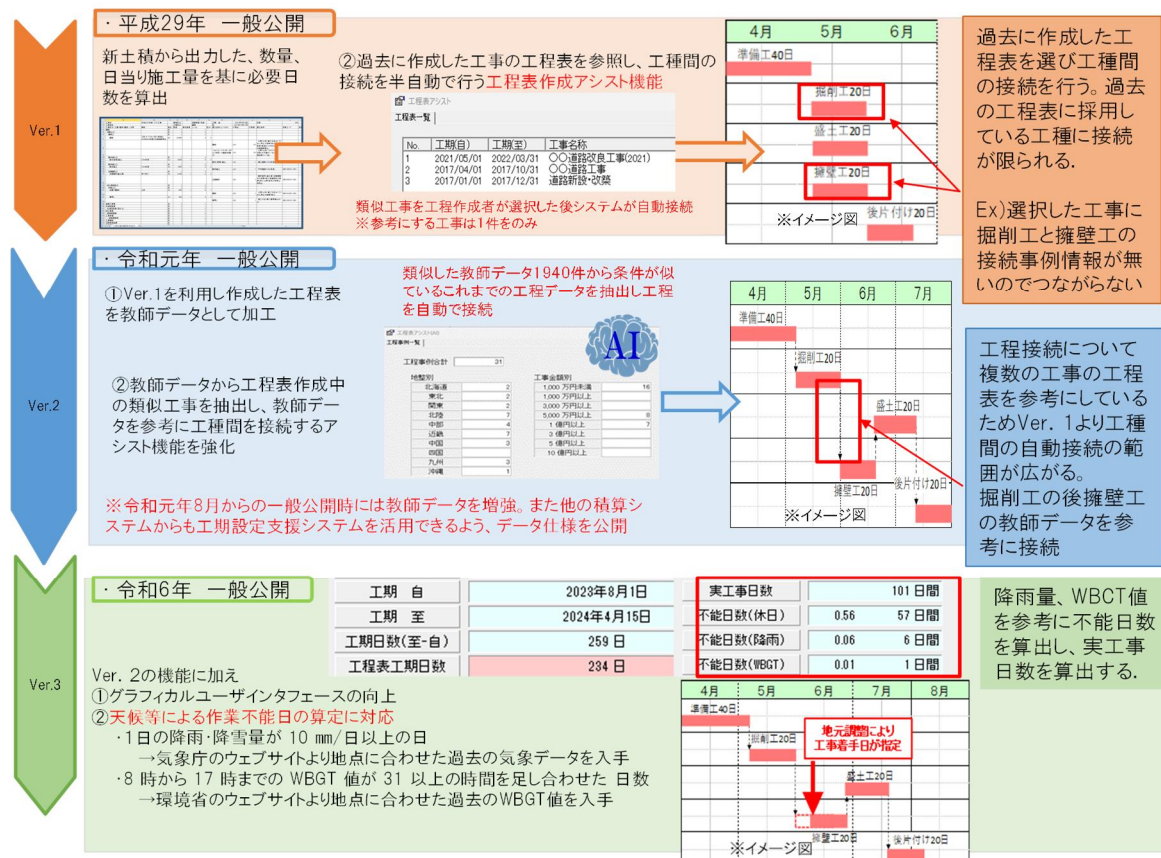 Ver.1
・平成29年 一般公開
新土積から出力した、数量、
日当り施工量を基に必要日
数を算出
②過去に作成した工事の工程表を参照し、工種間の
接続を半自動で行う工程表作成アシスト機能
工程表アシスト
工程表一覧
No. 工期(自) 工期(至) 工事名称
1 2021/05/01 2022/03/31 〇〇道路改良工事(2021)
2 2017/04/01 2017/10/31 〇〇道路工事
3 2017/01/01 2017/12/31 道路新設・改築
類似工事を工程作成者が選択した後システムが自動接続
※参考にする工事は1件をのみ
4月 5月 6月
準備工40日
掘削工20日
盛土工20日
擁壁工20日
後片付け20日
※イメージ図
過去に作成した工
程表を選び工種間
の接続を行う。過去
の工程表に採用し
ている工種に接続
が限られる.
Ex)選択した工事に
掘削工と擁壁工の
接続事例情報が無
いのでつながらない
Ver.2
・令和元年 一般公開
①Ver.1を利用し作成した工程表
を教師データとして加工
②教師データから工程表作成中
の類似工事を抽出し、教師デー
タを参考に工種間を接続するア
シスト機能を強化
類似した教師データ1940件から条件が似
ているこれまでの工程データを抽出し工程
を自動で接続
AI
工程事例一覧
工程事例合計 31
地整別 工事金額別
北海道 2 1,000 万円未満 16
東北 2 1,000 万円以上
関東 2 3,000 万円以上
北陸 7 5,000 万円以上 8
中部 4 1 億円以上 7
近畿 7 3 億円以上
中国 3 5 億円以上
四国 10 億円以上
九州 3
沖縄 1
※令和元年8月からの一般公開時には教師データを増強。また他の積算シ
ステムからも工期設定支援システムを活用できるよう、データ仕様を公開
4月 5月 6月 7月
準備工40日
掘削工20日
盛土工20日
擁壁工20日
後片付け20日
※イメージ図
工程接続について
複数の工事の工程
表を参考にしている
ためVer. 1より工種
間の自動接続の範
囲が広がる。
掘削工の後擁壁工
の教師データを参
考に接続
Ver.3
・令和6年 一般公開
工期 自 2023年8月1日
工期 至 2024年4月15日
工期日数(至-自) 259 日
工程表工期日数 234 日
実工事日数 101 日間
不能日数(休日) 0.56 57 日間
不能日数(降雨) 0.06 6 日間
不能日数(WBGT) 0.01 1 日間
降雨量、WBCT値
を参考に不能日数
を算出し、実工事
日数を算出する.
Ver. 2の機能に加え
①グラフィカルユーザインタフェースの向上
②天候等による作業不能日の算定に対応
・1日の降雨・降雪量が 10 mm/日以上の日
→気象庁のウェブサイトより地点に合わせた過去の気象データを入手
・8 時から 17 時までの WBGT 値が 31 以上の時間を足し合わせた 日数
→環境省のウェブサイトより地点に合わせた過去のWBGT値を入手
4月 5月 6月 7月 8月
準備工40日
掘削工20日
地元調整により
工事着手日が指定
盛土工20日
擁壁工20日
後片付け20日
※イメージ図